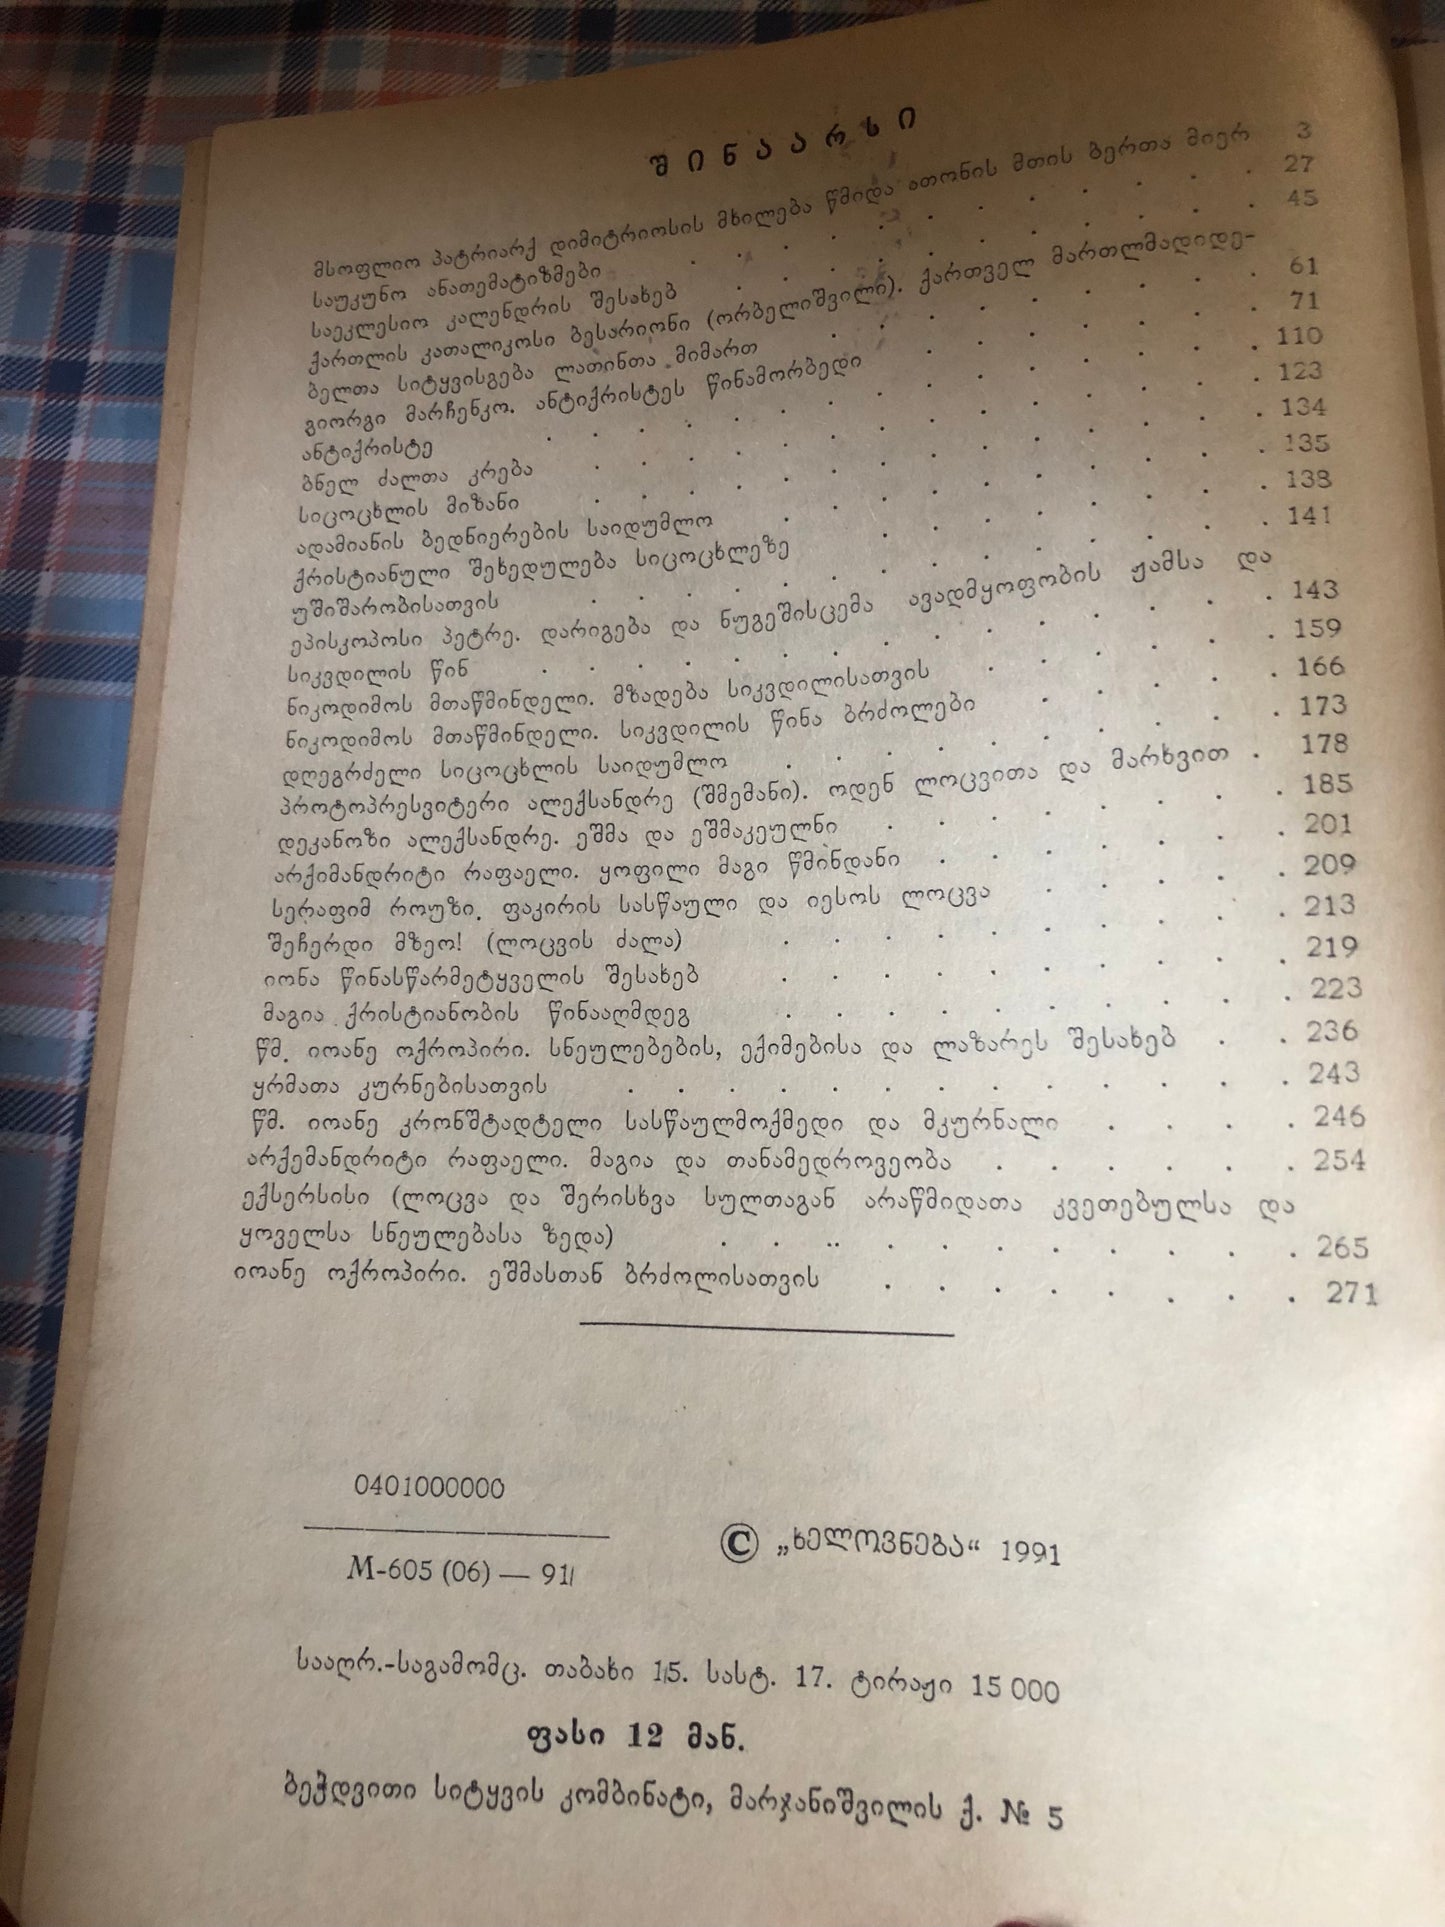 შინაარსი
მსოფლიო პატრიარქ დიმიტრიოსის მხილება წმიდა ათონის მთის ბერთა მიერ 3
საუკუნო ანათემატიზმები . . . . . . . . . 27
საეკლესიო კალენდრის შესახებ . . . . . . . . 45
ქართლის კათალიკოსი ბესარიონი (ორბელიშვილი). ქართველ მართლმადიდე-
ბელთა სიტყვისგება ლათინთა მიმართ . . . . . . . 61
გიორგი მარჩენკო. ანტიქრისტეს წინამორბედი . . . . . 71
ანტიქრისტე . . . . . . . . . . . 110
ბნელ ძალთა კრება . . . . . . . . . . 123
სიცოცხლის მიზანი . . . . . . . . . . 134
ადამიანის ბედნიერების საიდუმლო . . . . . . . 135
ქრისტიანული შეხედულება სიცოცხლეზე . . . . . . 138
უშიშარობისათვის . . . . . . . . . . 141
ეპისკოპოსი პეტრე. დარიგება და ნუგეშისცემა ავადმყოფობის ჟამსა და
სიკვდილის წინ . . . . . . . . . . . 143
ნიკოდიმოს მთაწმინდელი. მზადება სიკვდილისათვის . . . . 159
ნიკოდიმოს მთაწმინდელი. სიკვდილის წინა ბრძოლები . . . . 166
დღეგრძელი სიცოცხლის საიდუმლო . . . . . . . 173
პროტოპრესვიტერი ალექსანდრე (შმემანი). ოდენ ლოცვითა და მარხვით . 178
დეკანოზი ალექსანდრე. ეშმა და ეშმაკეულნი . . . . . . 185
არქიმანდრიტი რაფაელი. ყოფილი მაგი წმინდანი . . . . . 201
სერაფიმ როუზი. ფაკირის სასწაული და იესოს ლოცვა . . . . 209
შეჩერდი მზეო! (ლოცვის ძალა) . . . . . . . . 213
იონა წინასწარმეტყველის შესახებ . . . . . . . . 219
მაგია ქრისტიანობის წინააღმდეგ . . . . . . . . 223
წმ. იოანე ოქროპირი. სნეულებების, ექიმებისა და ლაზარეს შესახებ . . 236
ყრმათა კურნებისათვის . . . . . . . . . . 243
წმ. იოანე კრონშტადტელი სასწაულმოქმედი და მკურნალი . . . . 246
არქემანდრიტი რაფაელი. მაგია და თანამედროვეობა . . . . . 254
ექსერსისი (ლოცვა და შერისხვა სულთაგან არაწმიდათა კვეთებულსა და
ყოველსა სნეულებასა ზედა) . . .. . . . . . . . . 265
იოანე ოქროპირი. ეშმასთან ბრძოლისათვის . . . . . . . 271
0401000000
М-605 (06) — 91
© „ხელოვნება“ 1991
სააღრ.-საგამომც. თაბახი 15. სასტ. 17. ტირაჟი 15 000
ფასი 12 მან.
ბეჭდვითი სიტყვის კომბინატი, მარჯანიშვილის ქ. № 5